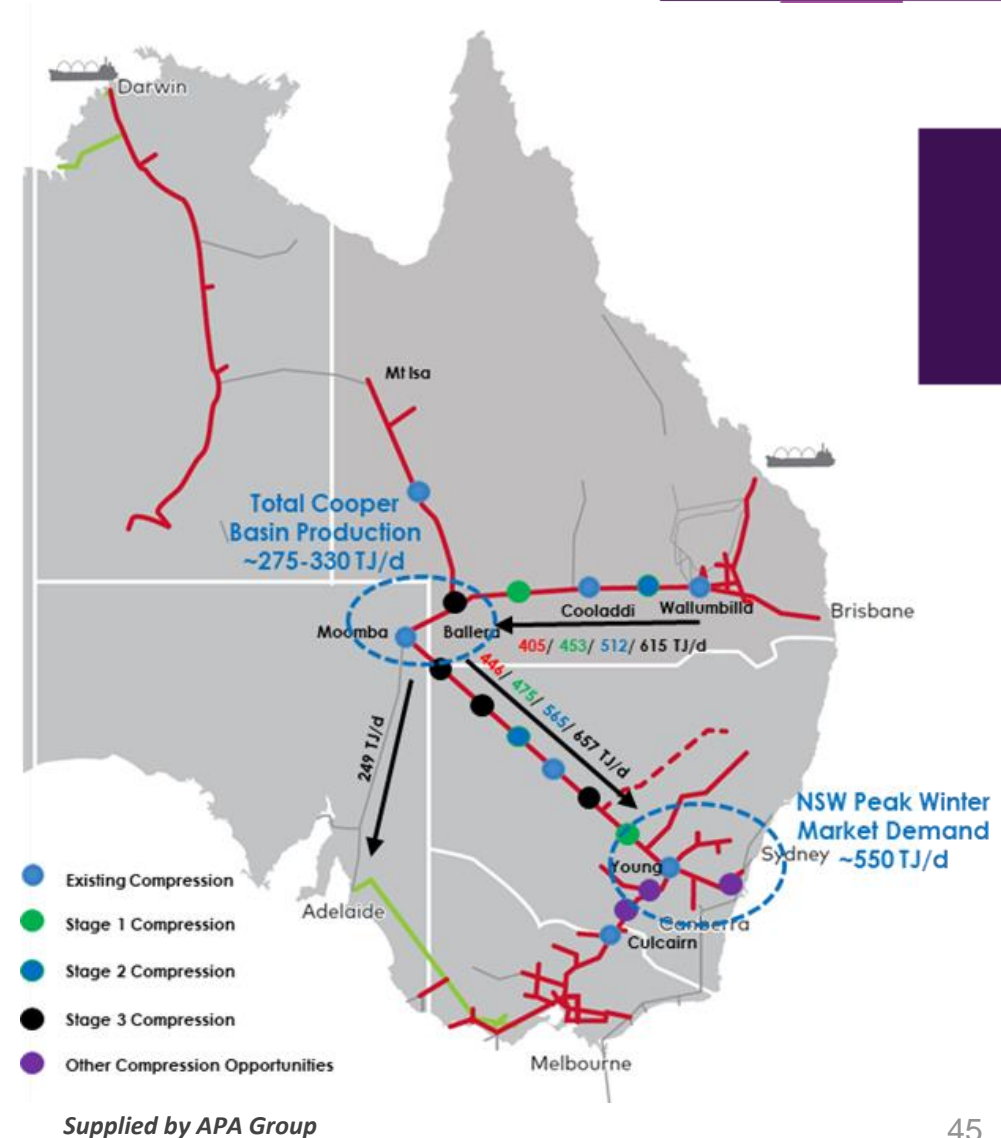 Darwin
Mt Isa
Total Cooper
Basin Production
~275-330 TJ/d
Cooladdi
Wallumbilla
Brisbane
Moomba
Ballera
405/ 453/ 512/ 615 TJ/d
446/ 475/ 565/ 657 TJ/d
249 TJ/d
NSW Peak Winter
Market Demand
~550 TJ/d
Sydney
Young
Canberra
Culcairn
Adelaide
Melbourne
Existing Compression
Stage 1 Compression
Stage 2 Compression
Stage 3 Compression
Other Compression Opportunities
Supplied by APA Group
45